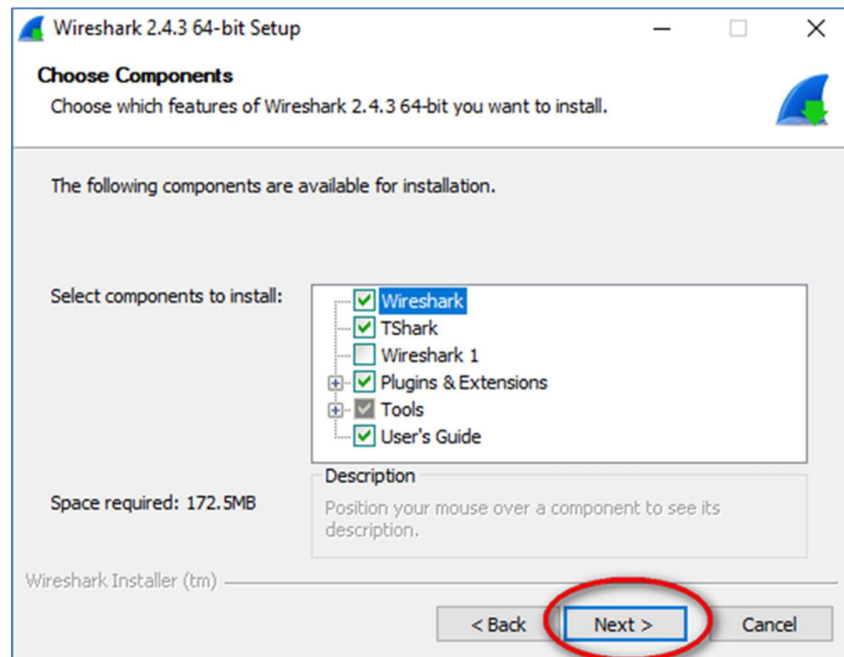 Wireshark 2.4.3 64-bit Setup
Choose Components
Choose which features of Wireshark 2.4.3 64-bit you want to install.
The following components are available for installation.
Select components to install:
Wireshark
TShark
Wireshark 1
Plugins & Extensions
Tools
User's Guide
Space required: 172.5MB
Description
Position your mouse over a component to see its
description.
Wireshark Installer (tm)
< Back
Next >
Cancel